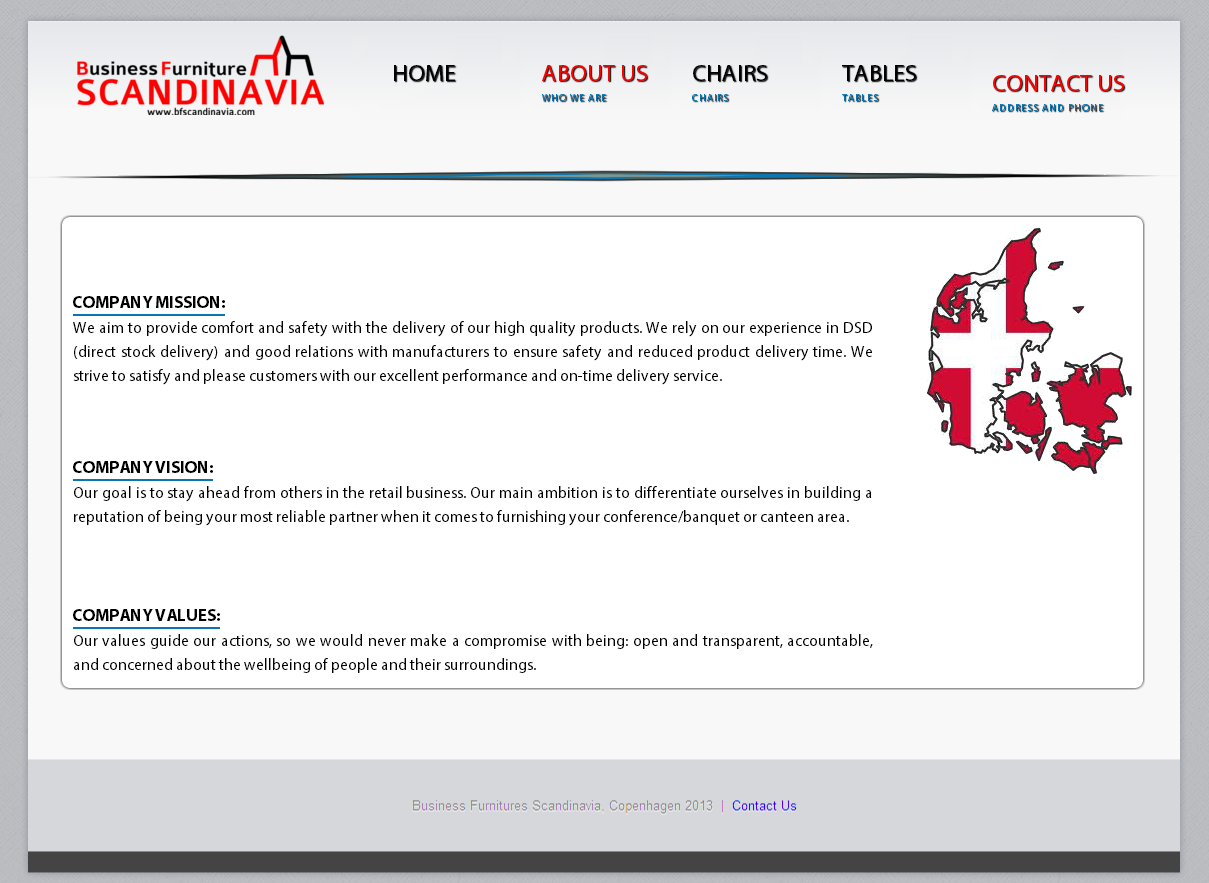 Business Furniture
SCANDINAVIA
www.bfscandinavia.com
HOME
ABOUT US
WHO WE ARE
CHAIRS
CHAIRS
TABLES
TABLES
CONTACT US
ADDRESS AND PHONE
COMPANY MISSION:
We aim to provide comfort and safety with the delivery of our high quality products. We rely on our experience in DSD
(direct stock delivery) and good relations with manufacturers to ensure safety and reduced product delivery time. We
strive to satisfy and please customers with our excellent performance and on-time delivery service.
COMPANY VISION:
Our goal is to stay ahead from others in the retail business. Our main ambition is to differentiate ourselves in building a
reputation of being your most reliable partner when it comes to furnishing your conference/banquet or canteen area.
COMPANY VALUES:
Our values guide our actions, so we would never make a compromise with being: open and transparent, accountable,
and concerned about the wellbeing of people and their surroundings.
Business Furnitures Scandinavia. Copenhagen 2013 | Contact Us